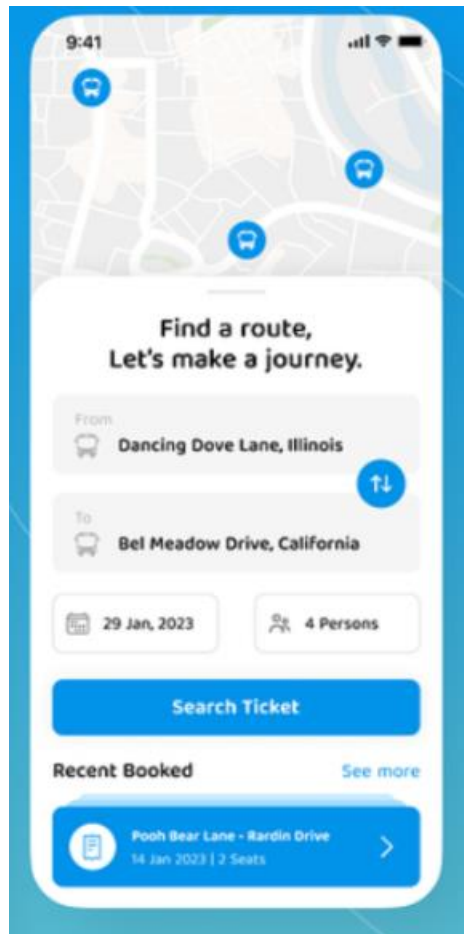 9:41
Find a route,
Let's make a journey.
From
Dancing Dove Lane, Illinois
To
Bel Meadow Drive, California
29 Jan, 2023
4 Persons
Search Ticket
Recent Booked
See more
Pooh Bear Lane - Rardin Drive
14 Jan 2023 | 2 Seats